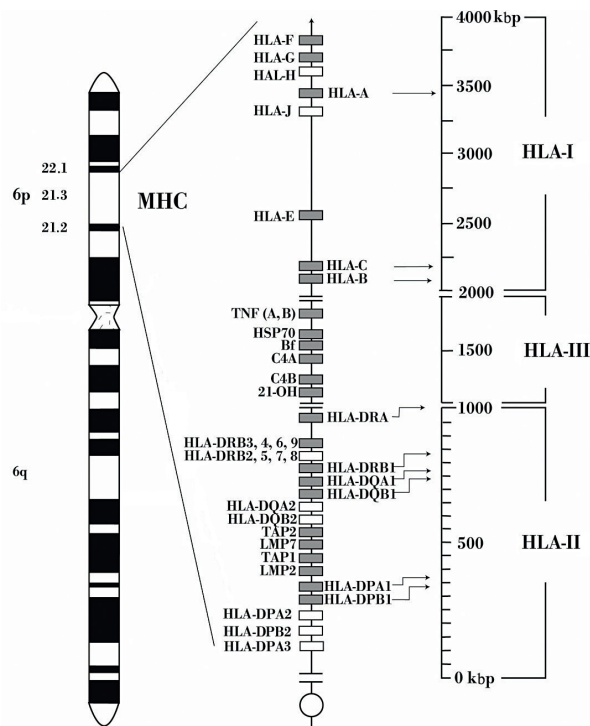 4000 kbp
HLA-F
HLA-G
HAL-H
HLA-A
3500
HLA-J
22.1
3000
HLA-I
6p
21.3
MHC
HLA-E
21.2
2500
HLA-C
HLA-B
2000
TNF (A, B)
HSP70
Bf
1500
HLA-III
C4A
C4B
21-OH
1000
HLA-DRA
HLA-DRB3, 4, 6, 9
HLA-DRB2, 5, 7, 8
HLA-DRB1
6q
HLA-DQA1
HLA-DQB1
HLA-DQA2
HLA-DQB2
TAP2
LMP7
500
HLA-II
TAP1
LMP2
HLA-DPA1
HLA-DPB1
HLA-DPA2
HLA-DPB2
HLA-DPA3
0 kbp